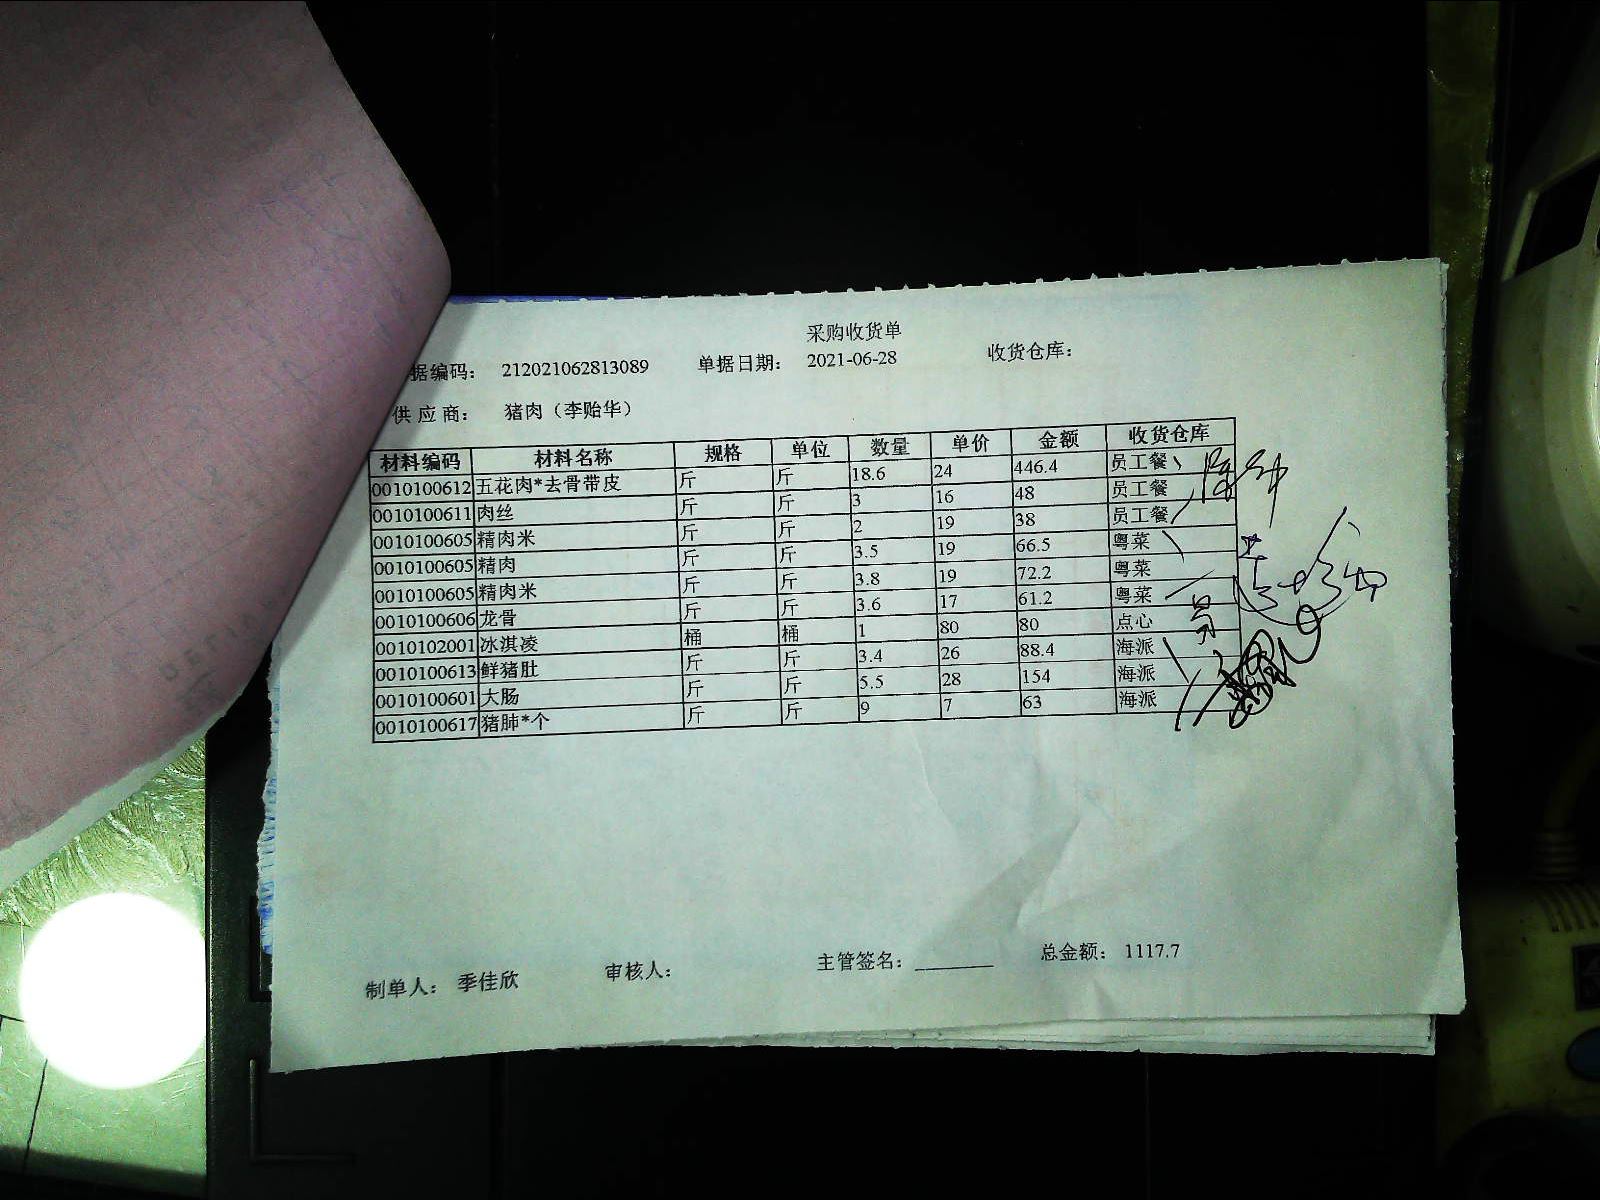 采购收货单
据编码： 212021062813089 单据日期： 2021-06-28 收货仓库：
供应商： 猪肉（李贻华）
材料编码 材料名称 规格 单位 数量 单价 金额 收货仓库
0010100612 五花肉*去骨带皮 斤 斤 18.6 24 446.4 员工餐
0010100611 肉丝 斤 斤 3 16 48 员工餐
0010100605 精肉米 斤 斤 2 19 38 员工餐
0010100605 精肉 斤 斤 3.5 19 66.5 粤菜
0010100605 精肉米 斤 斤 3.8 19 72.2 粤菜
0010100606 龙骨 斤 斤 3.6 17 61.2 粤菜
0010102001 冰淇凌 桶 桶 1 80 80 点心
0010100613 鲜猪肚 斤 斤 3.4 26 88.4 海派
0010100601 大肠 斤 斤 5.5 28 154 海派
0010100617 猪肺*个 斤 斤 9 7 63 海派
制单人： 季佳欣 审核人： 主管签名： 总金额： 1117.7